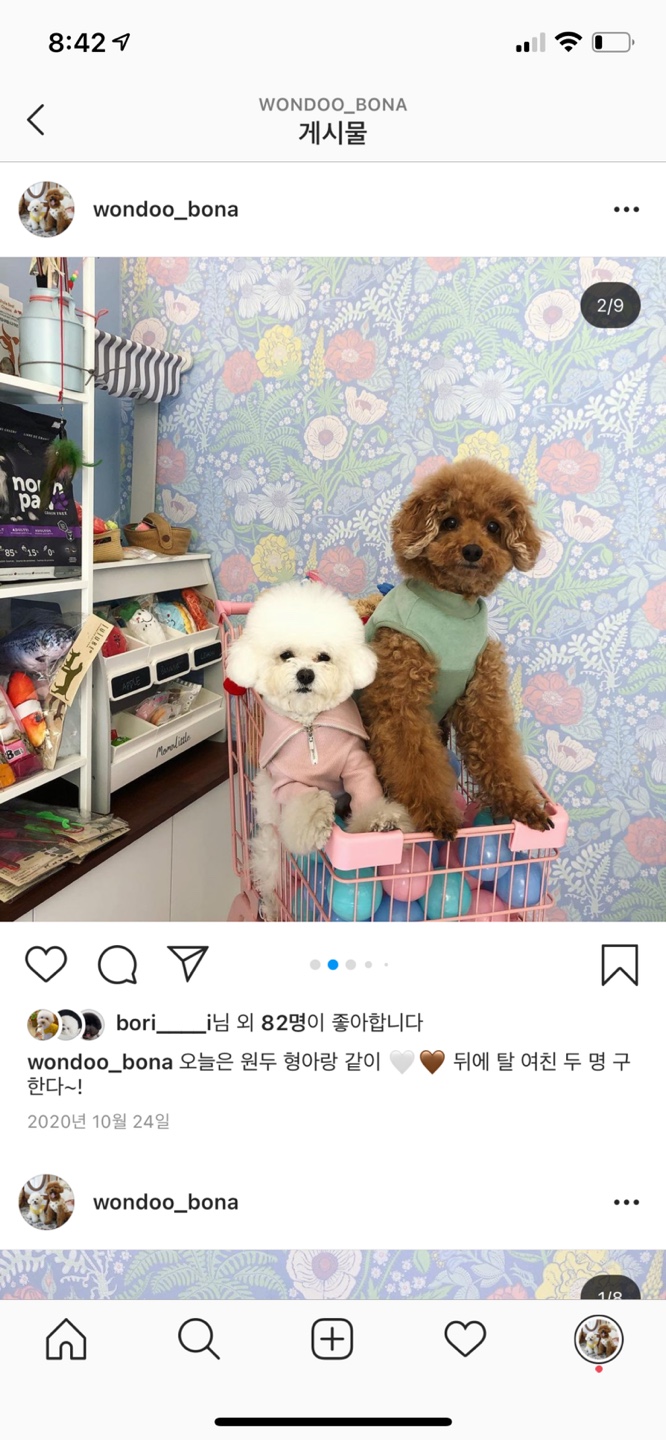 8:42
WONDOO_BONA
게시물
wondoo_bona
2/9
MomoLittle
bori_____i님 외 82명이 좋아합니다
wondoo_bona 오늘은 원두 형아랑 같이 🤍🤎 뒤에 탈 여친 두 명 구
한다~!
2020년 10월 24일
wondoo_bona
1/8